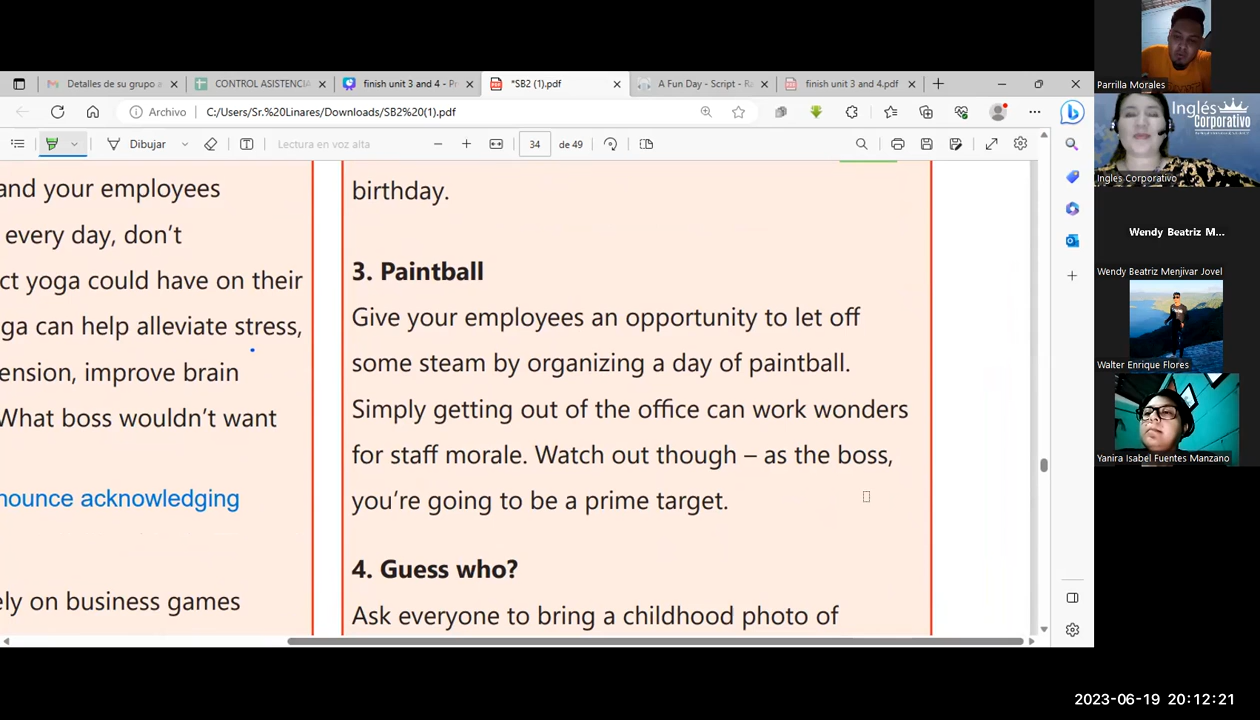 Detalles de su grupo a
CONTROL ASISTENCIA
finish unit 3 and 4 - Pr
*SB2 (1).pdf
A Fun Day - Script - Ra
finish unit 3 and 4.pdf
Archivo
C:/Users/Sr.%20Linares/Downloads/SB2%20(1).pdf
Dibujar
Lectura en voz alta
34
de 49
and your employees
every day, don't
ct yoga could have on their
ga can help alleviate stress,
ension, improve brain
What boss wouldn't want
nounce acknowledging
ely on business games
birthday.
3. Paintball
Give your employees an opportunity to let off
some steam by organizing a day of paintball.
Simply getting out of the office can work wonders
for staff morale. Watch out though – as the boss,
you're going to be a prime target.
4. Guess who?
Ask everyone to bring a childhood photo of
Parrilla Morales
Inglés
Corporativo
Ingles Corporativo
Wendy Beatriz M...
Wendy Beatriz Menjivar Jovel
Walter Enrique Flores
Yanira Isabel Fuentes Manzano
2023-06-19 20:12:21